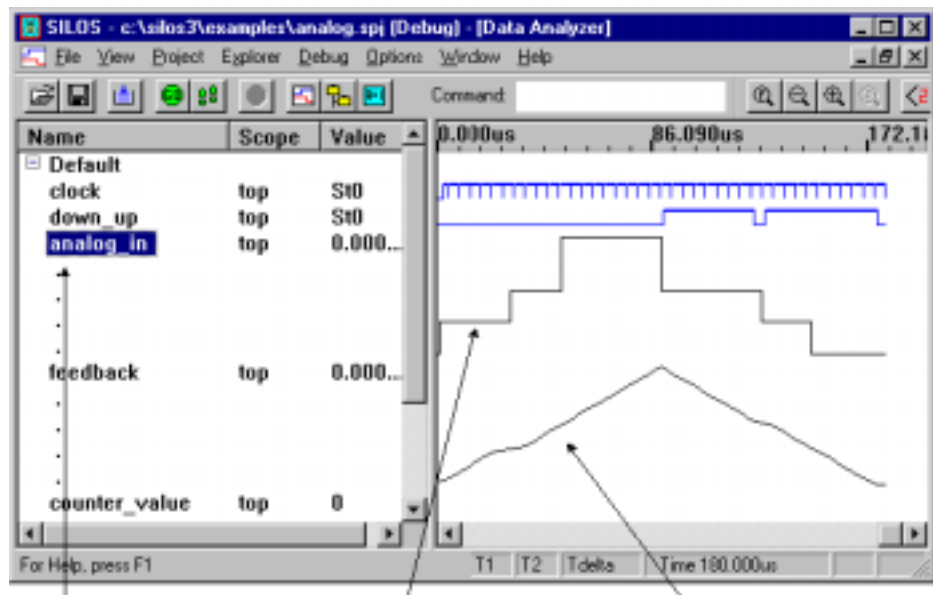 SILOS - c:\silos3\examples\analog.spj (Debug) - [Data Analyzer]
File View Project Explorer Debug Options Window Help
Command:
Name Scope Value 0.000us 86.090us 172.1
Default
clock top St0
down_up top St0
analog_in top 0.000...
feedback top 0.000...
counter_value top 0
For Help, press F1 T1 T2 Tdelta Time 180.000us